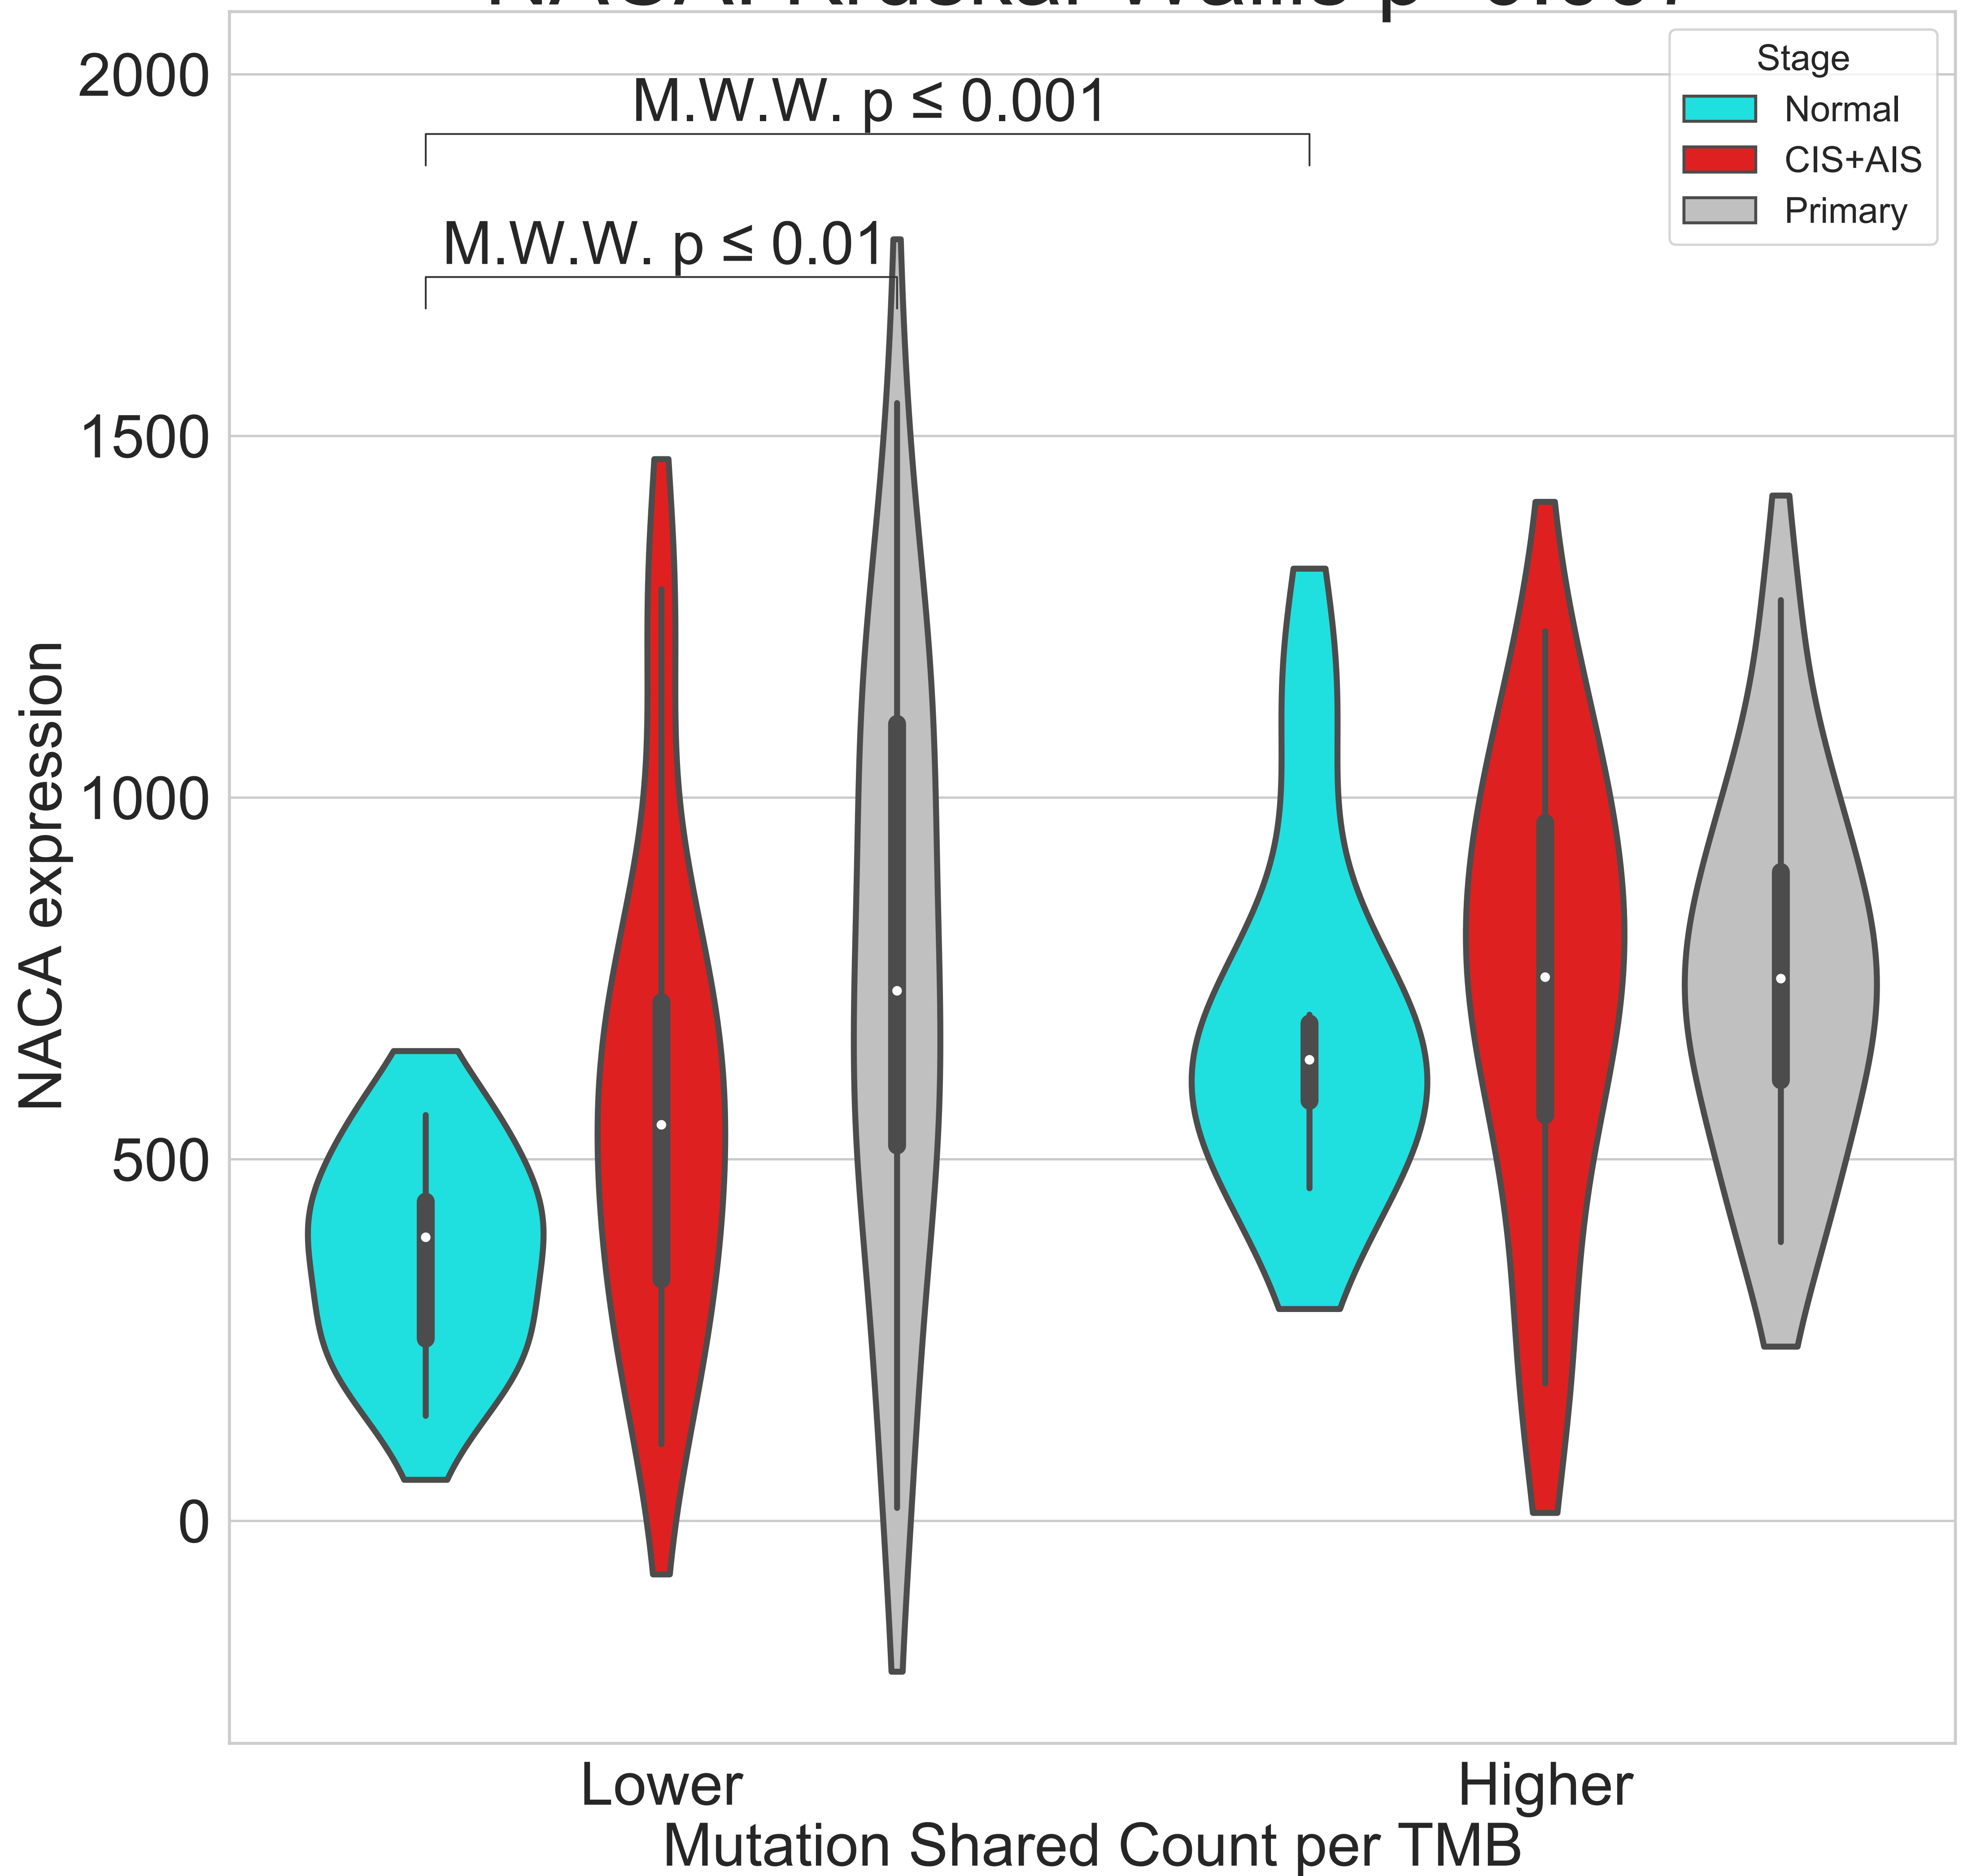 2000
1500
1000
500
0
NACA expression
M.W.W. p ≤ 0.001
M.W.W. p ≤ 0.01
Stage
Normal
CIS+AIS
Primary
Lower
Higher
Mutation Shared Count per TMB